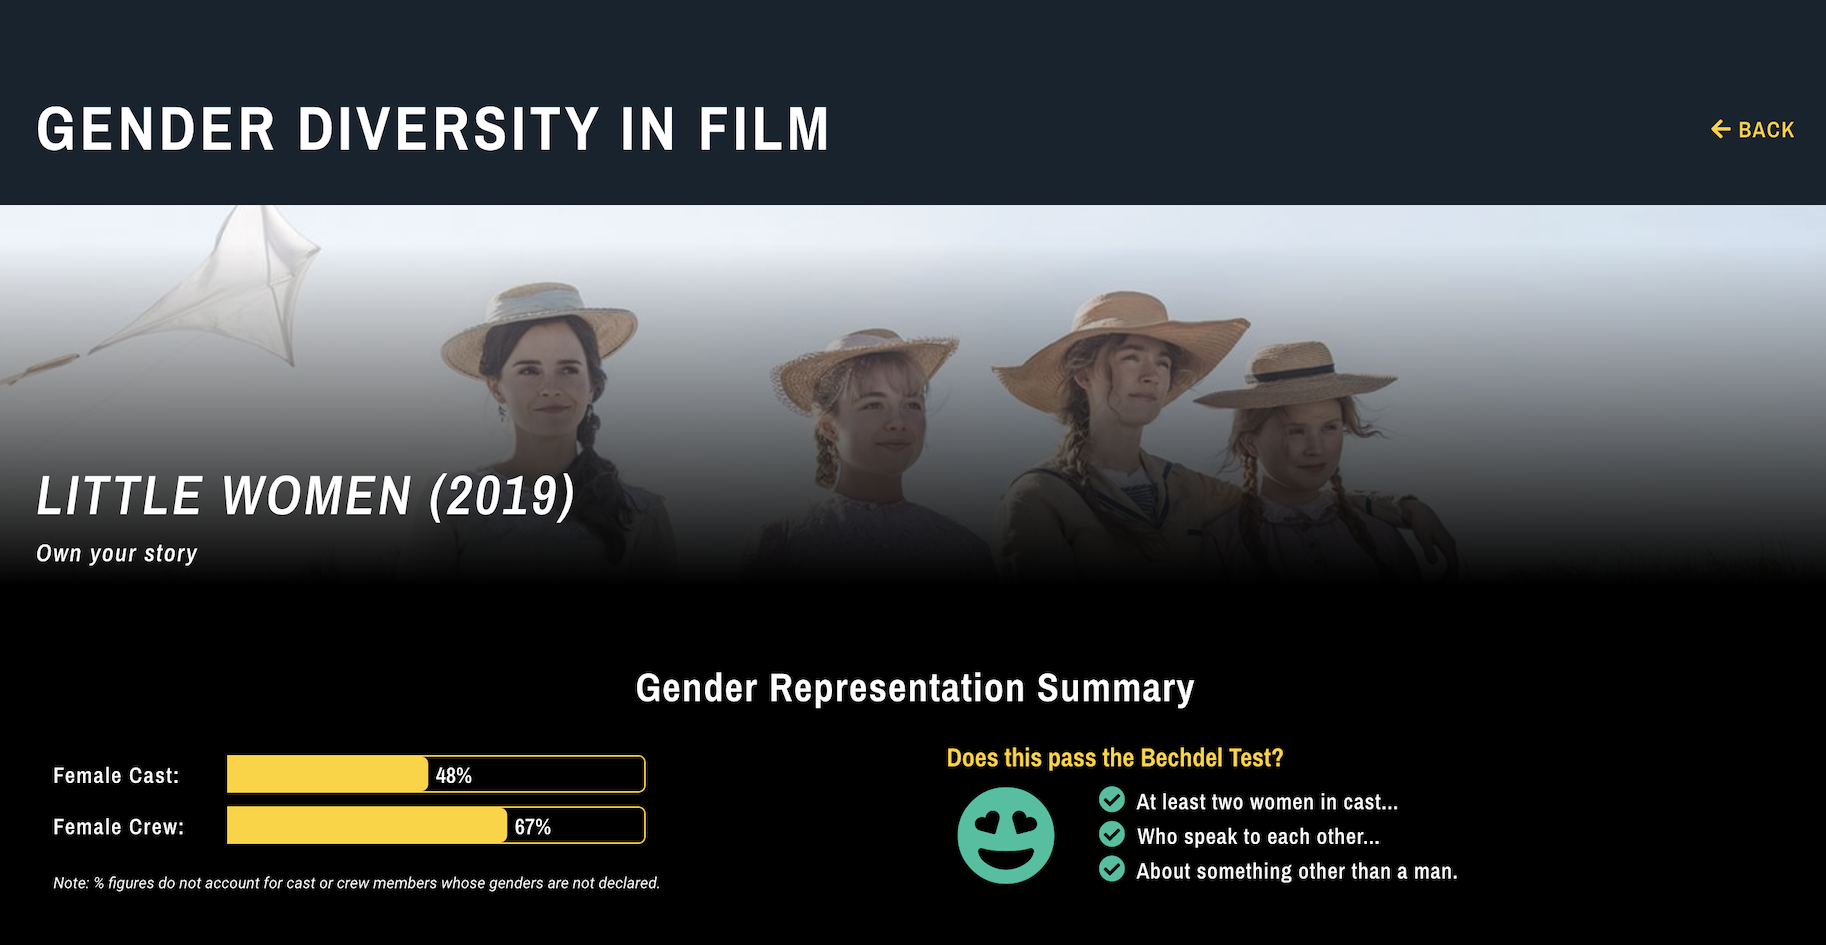 GENDER DIVERSITY IN FILM
BACK
LITTLE WOMEN (2019)
Own your story
Gender Representation Summary
Female Cast: 48%
Female Crew: 67%
Note: % figures do not account for cast or crew members whose genders are not declared.
Does this pass the Bechdel Test?
At least two women in cast...
Who speak to each other...
About something other than a man.